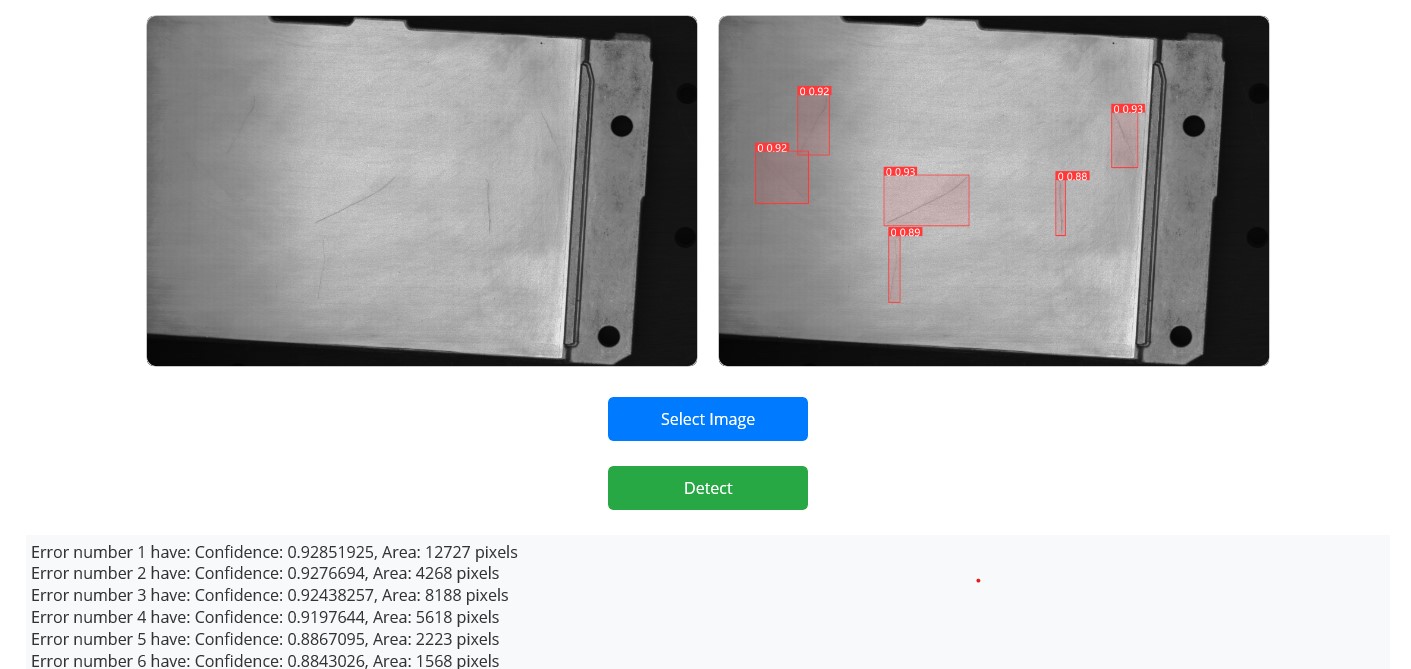 0 0.92
0 0.93
0 0.92
0 0.93
0 0.88
0 0.89
Select Image
Detect
Error number 1 have: Confidence: 0.92851925, Area: 12727 pixels
Error number 2 have: Confidence: 0.9276694, Area: 4268 pixels
Error number 3 have: Confidence: 0.92438257, Area: 8188 pixels
Error number 4 have: Confidence: 0.9197644, Area: 5618 pixels
Error number 5 have: Confidence: 0.8867095, Area: 2223 pixels
Error number 6 have: Confidence: 0.8843026, Area: 1568 pixels